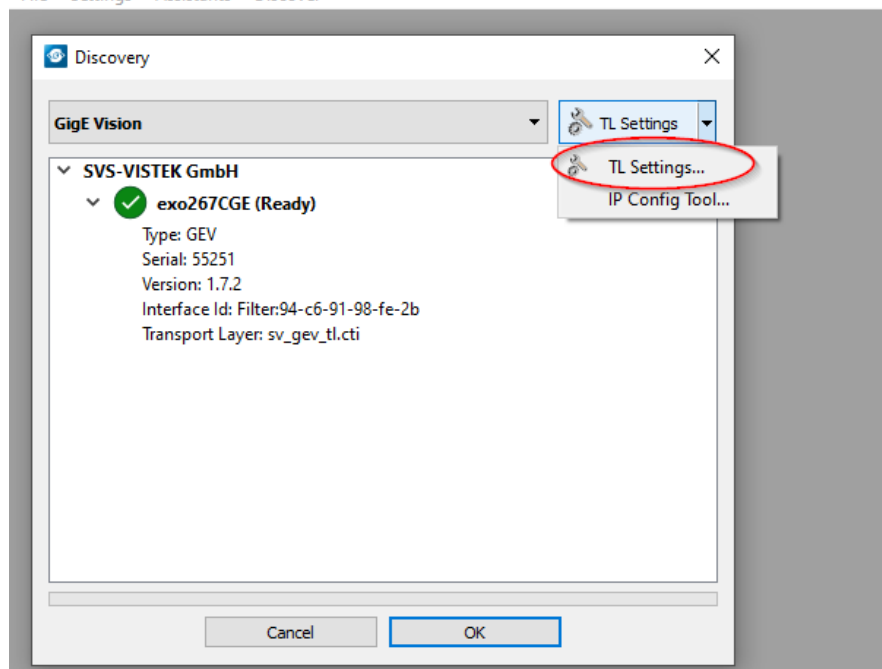 Discovery
GigE Vision
TL Settings
SVS-VISTEK GmbH
TL Settings...
exo267CGE (Ready)
IP Config Tool...
Type: GEV
Serial: 55251
Version: 1.7.2
Interface Id: Filter:94-c6-91-98-fe-2b
Transport Layer: sv_gev_tl.cti
Cancel
OK